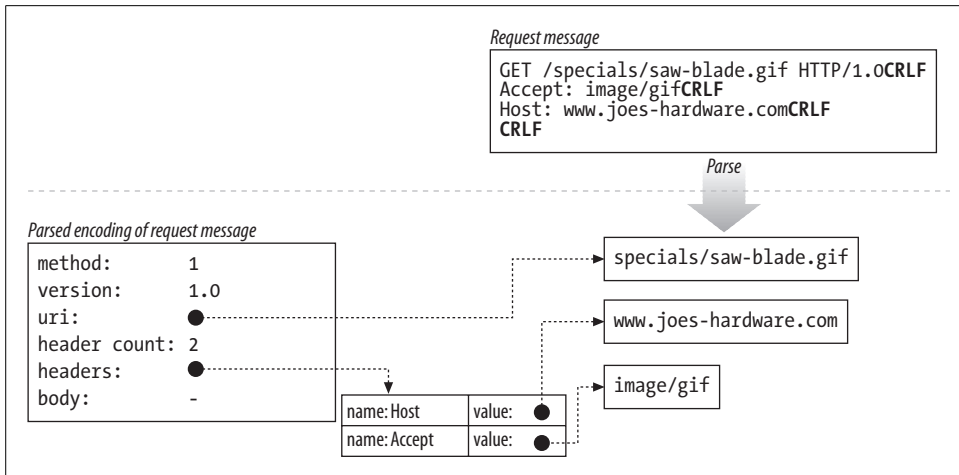 Request message
GET /specials/saw-blade.gif HTTP/1.0CRLF
Accept: image/gifCRLF
Host: www.joes-hardware.comCRLF
CRLF
Parse
Parsed encoding of request message
method: 1
version: 1.0
uri:
header count: 2
headers:
body: -
specials/saw-blade.gif
www.joes-hardware.com
image/gif
name: Host value:
name: Accept value: